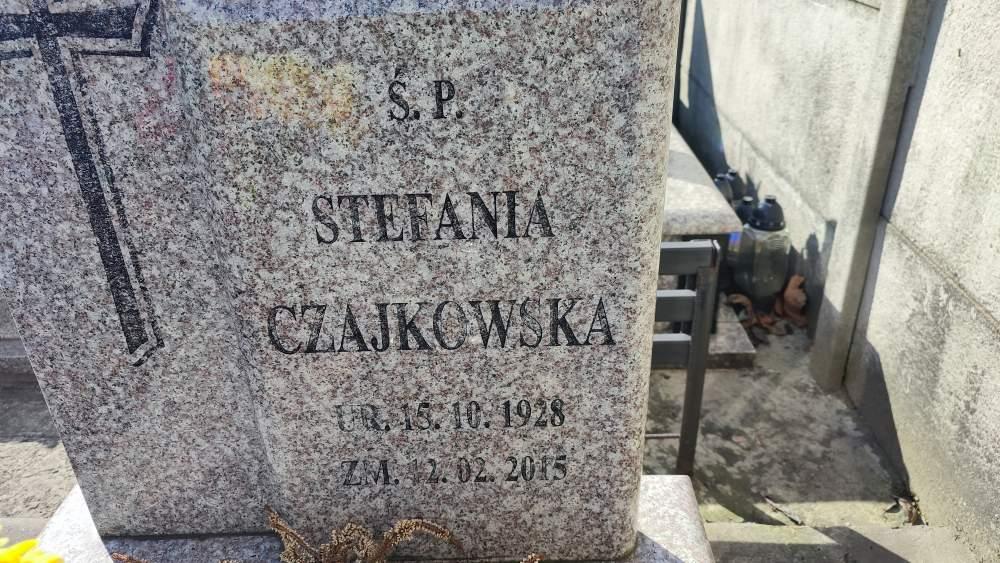 Ś. P.
STEFANIA
CZAJKOWSKA
UR. 15. 10. 1928
ZM. 12. 02. 2015